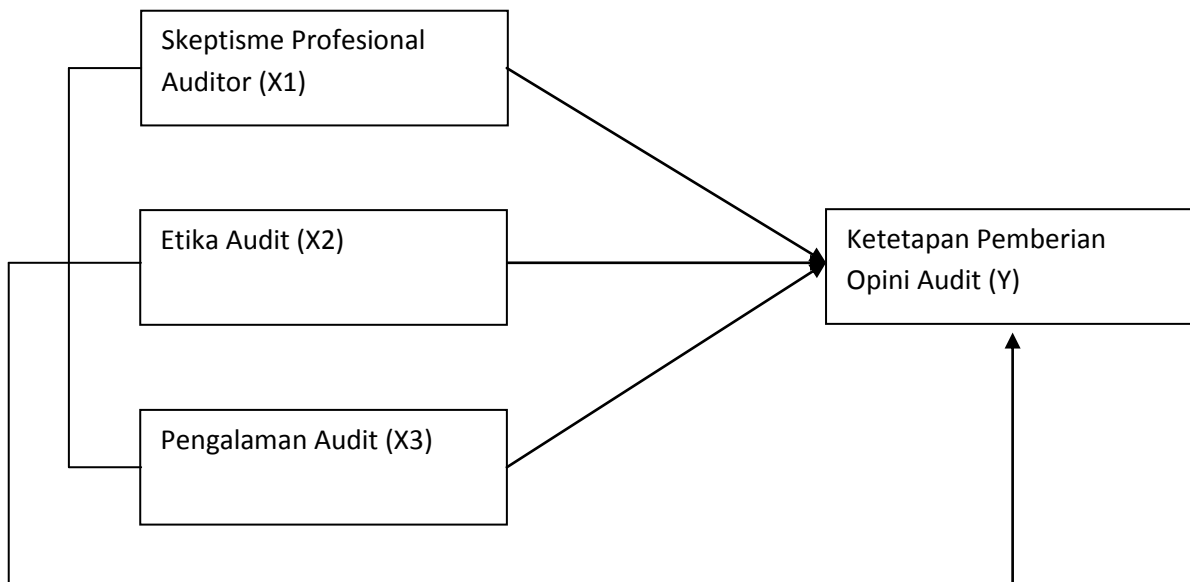 Skeptisme Profesional
Auditor (X1)
Etika Audit (X2)
Ketetapan Pemberian
Opini Audit (Y)
Pengalaman Audit (X3)